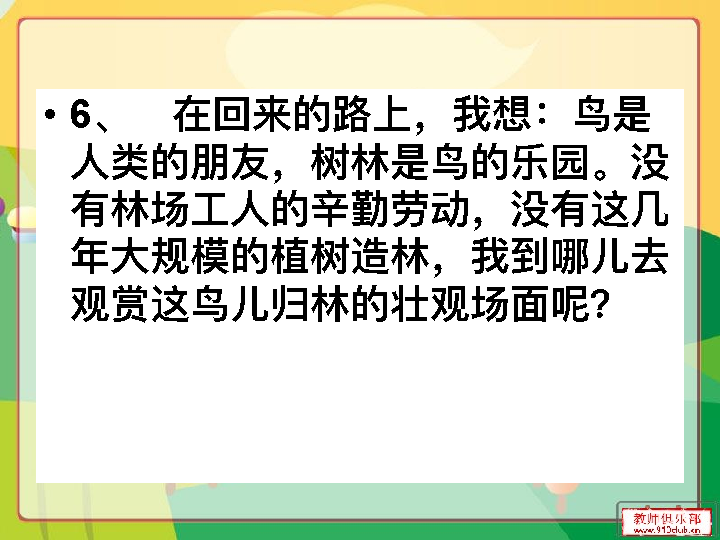 • 6、 在回来的路上，我想：鸟是
人类的朋友，树林是鸟的乐园。没
有林场工人的辛勤劳动，没有这几
年大规模的植树造林，我到哪儿去
观赏这鸟儿归林的壮观场面呢？
教师俱乐部
www.910club.cn